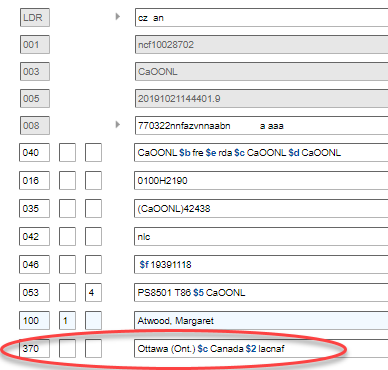 LDR cz an
001 ncf10028702
003 CaOONL
005 20191021144401.9
008 770322nnfazvnnaabn a aaa
040 CaOONL $b fre $e rda $c CaOONL $d CaOONL
016 0100H2190
035 (CaOONL)42438
042 nlc
046 $f 19391118
053 4 PS8501 T86 $5 CaOONL
100 1 Atwood, Margaret
370 Ottawa (Ont.) $c Canada $2 lacnaf